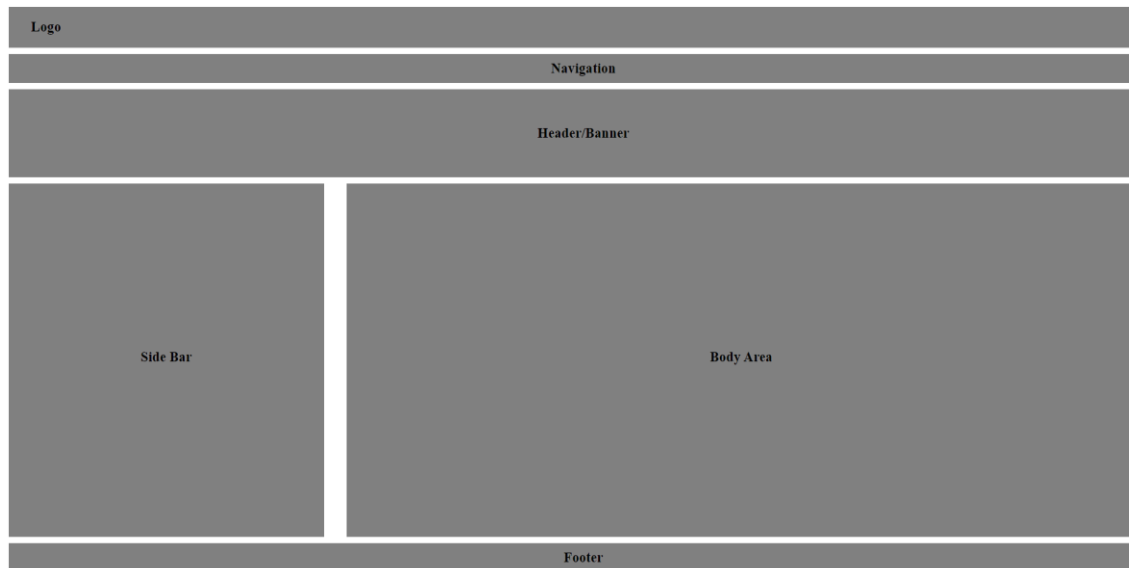 Logo
Navigation
Header/Banner
Side Bar
Body Area
Footer